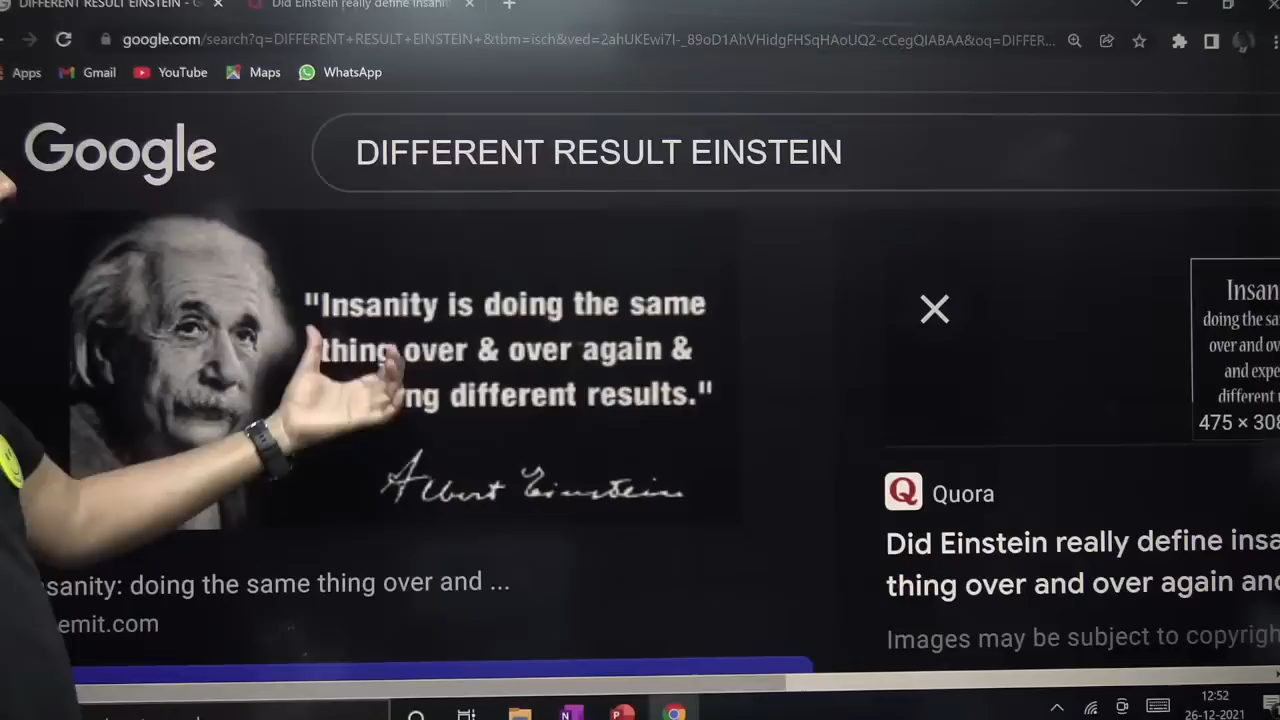 DIFFERENT RESULT EINSTEIN -
Did Einstein really define insanit
google.com/search?q=DIFFERENT+RESULT+EINSTEIN+&tbm=isch&ved=2ahUKEwi7l-_89oD1AhVHidgFHSqHAoUQ2-cCegQIABAA&oq=DIFFER...
Apps Gmail YouTube Maps WhatsApp
Google DIFFERENT RESULT EINSTEIN
"Insanity is doing the same
thing over & over again &
ng different results."
Albert Einstein
Insan
doing the sa
over and ov
and expe
different
475 × 308
Quora
Did Einstein really define insa
thing over and over again and
Images may be subject to copyrigh
sanity: doing the same thing over and ...
emit.com
12:52
26-12-2021